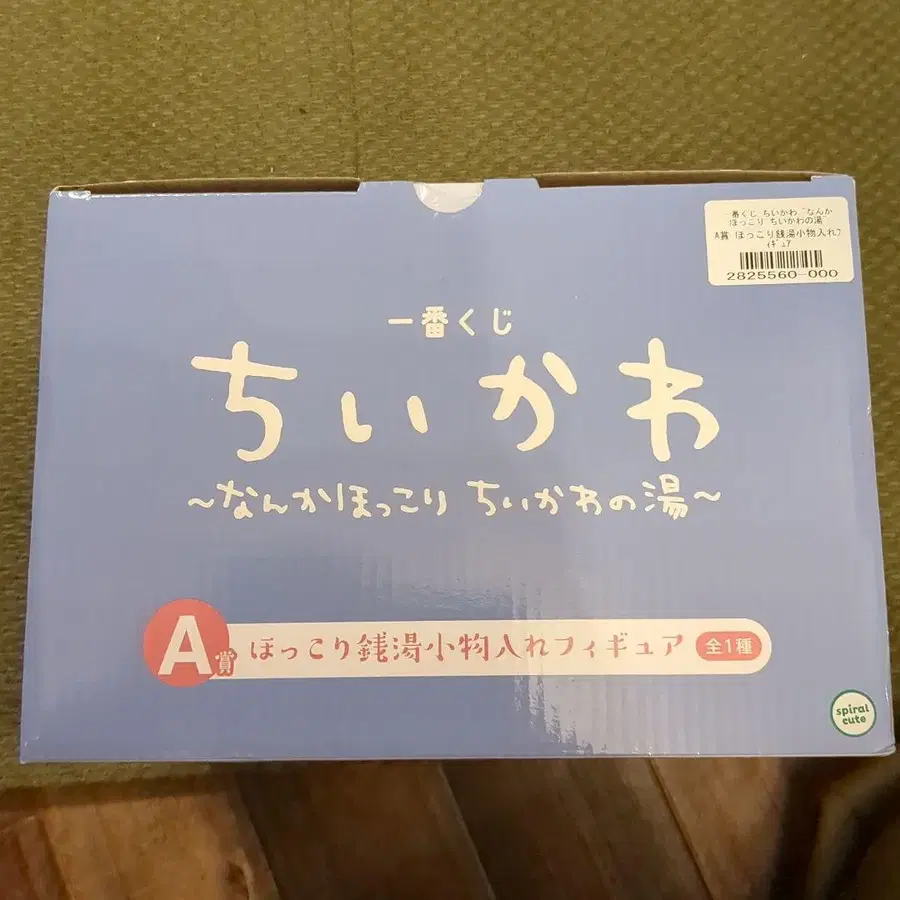 一番くじ ちいかわ ~なんか
ほっこり ちいかわの湯~
A賞 ほっこり銭湯小物入れフ
ィギュア
2825560-000
一番くじ
ちいかわ
~なんかほっこり ちいかわの湯~
A賞 ほっこり銭湯小物入れフィギュア 全1種
spiral
cute